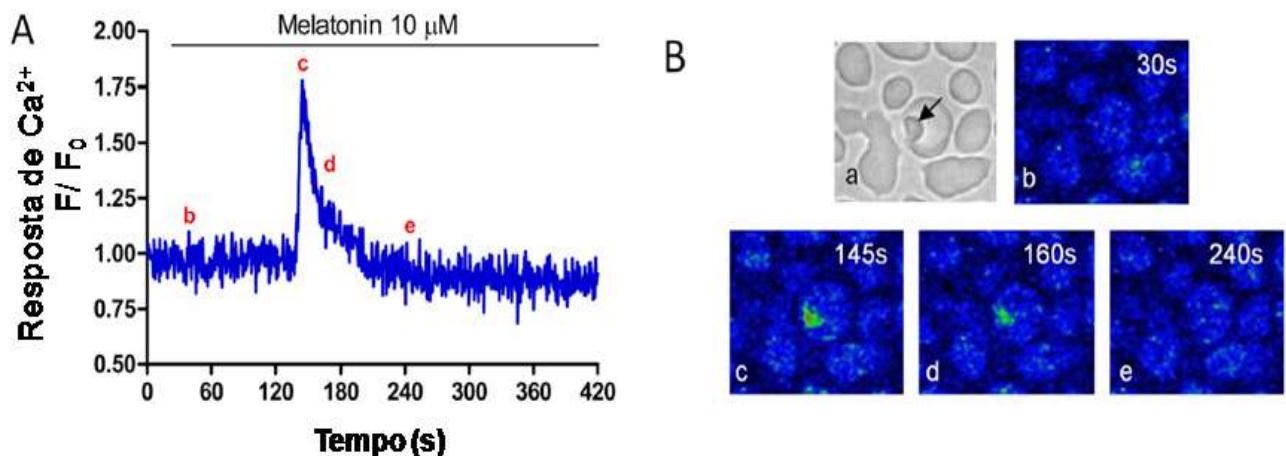 A
Melatonin 10 μM
Resposta de Ca²⁺
F/ F₀
2.00
1.75
1.50
1.25
1.00
0.75
0.50
b
c
d
e
0
60
120
180
240
300
360
420
Tempo (s)
B
a
30s
b
145s
c
160s
d
240s
e